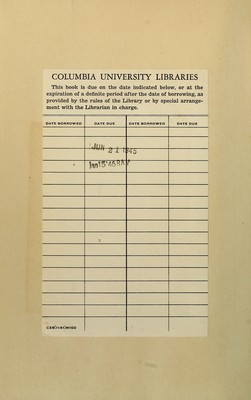 COLUMBIA UNIVERSITY LIBRARIES
This book is due on the date indicated below, or at the
expiration of a definite period after the date of borrowing, as
provided by the rules of the Library or by special arrange-
ment with the Librarian in charge.
DATE BORROWED DATE DUE DATE BORROWED DATE DUE
JUN 21 1945